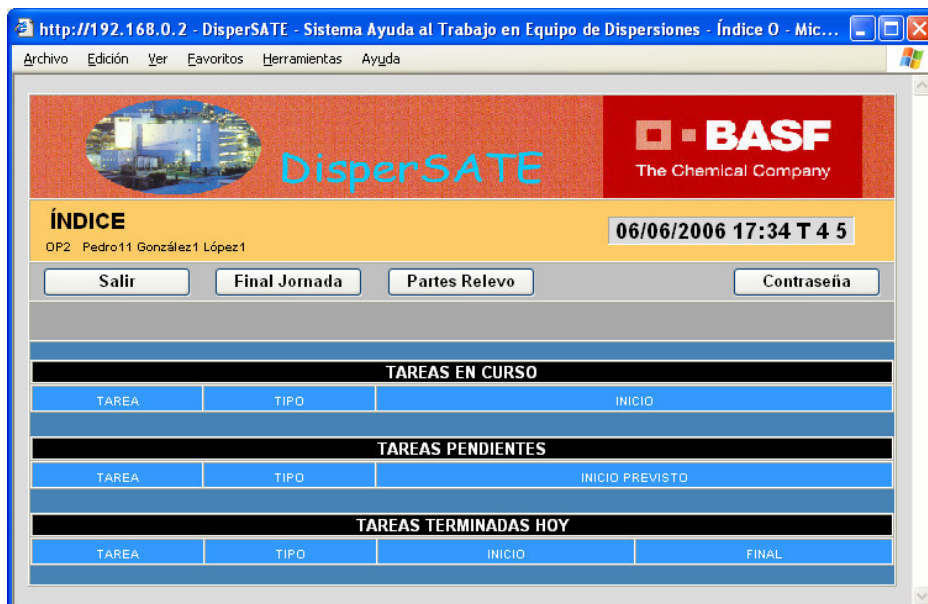 http://192.168.0.2 - DisperSATE - Sistema Ayuda al Trabajo en Equipo de Dispersiones - Índice O - Mic...
Archivo Edición Ver Favoritos Herramientas Ayuda
DisperSATE
BASF
The Chemical Company
ÍNDICE
OP2 Pedro11 González1 López1
06/06/2006 17:34 T 4 5
Salir Final Jornada Partes Relevo Contraseña
TAREAS EN CURSO
TAREA TIPO INICIO
TAREAS PENDIENTES
TAREA TIPO INICIO PREVISTO
TAREAS TERMINADAS HOY
TAREA TIPO INICIO FINAL